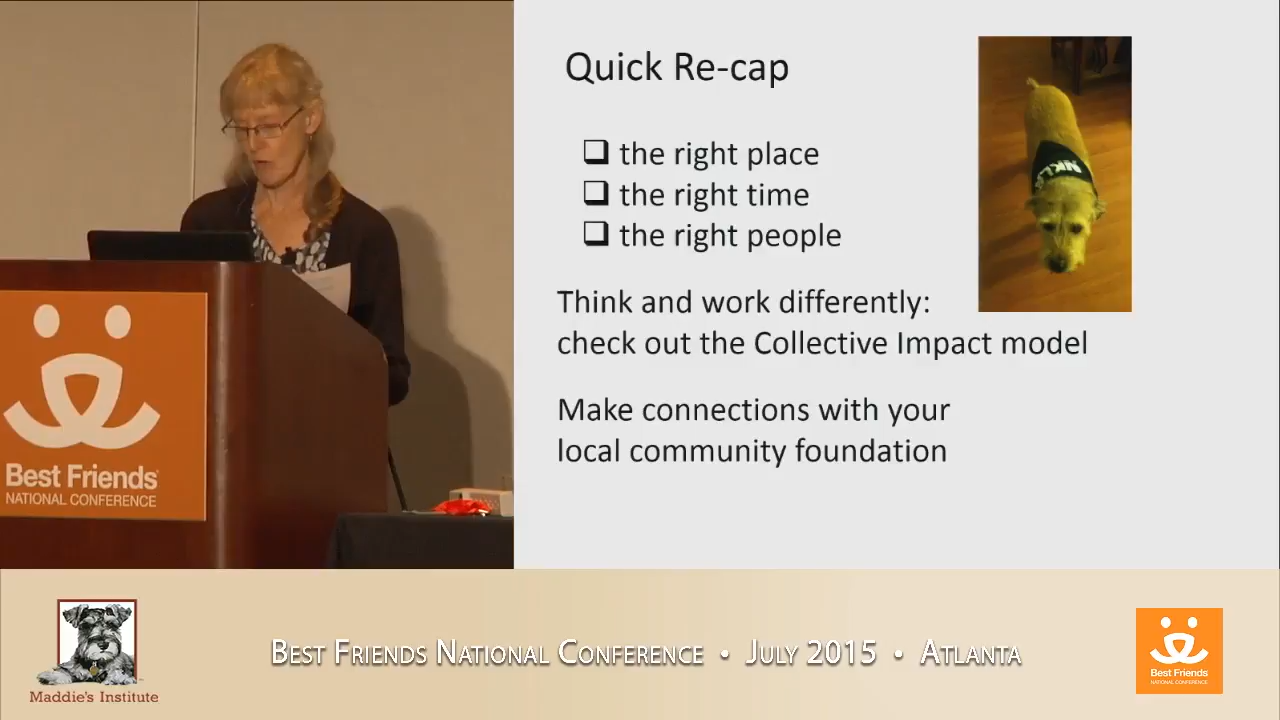 Quick Re-cap
❑ the right place
❑ the right time
❑ the right people
Think and work differently:
check out the Collective Impact model
Make connections with your
local community foundation
Best Friends
NATIONAL CONFERENCE
Maddie's Institute
BEST FRIENDS NATIONAL CONFERENCE • JULY 2015 • ATLANTA
Best Friends
NATIONAL CONFERENCE